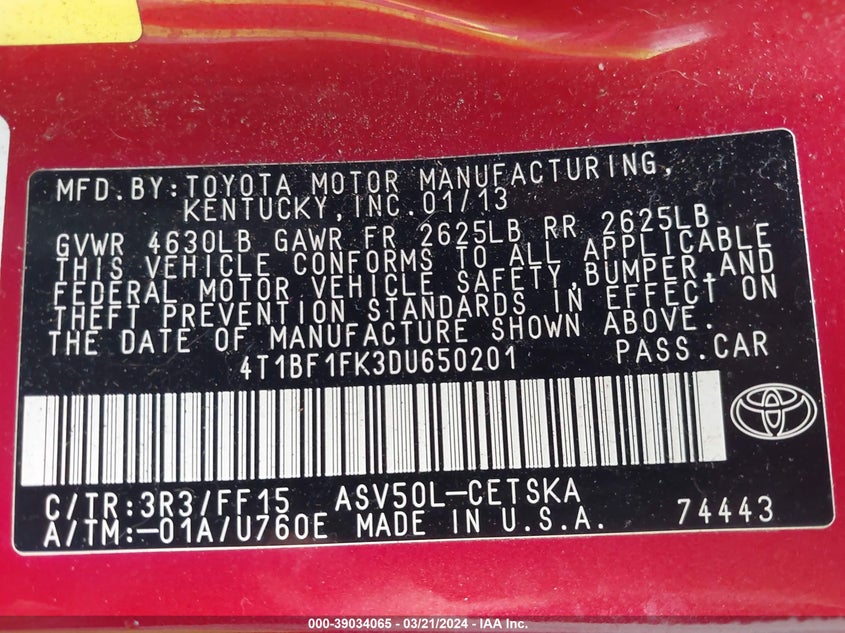 MFD.BY:TOYOTA MOTOR MANUFACTURING,
KENTUCKY,INC.01/13
GVWR 4630LB GAWR FR 2625LB RR 2625LB
THIS VEHICLE CONFORMS TO ALL APPLICABLE
FEDERAL MOTOR VEHICLE SAFETY,BUMPER,AND
THEFT PREVENTION STANDARDS IN EFFECT ON
THE DATE OF MANUFACTURE SHOWN ABOVE.
4T1BF1FK3DU650201 PASS.CAR
C/TR:3R3/FF15 ASV50L-CETSKA
A/TM:-01A/U760E MADE IN U.S.A. 74443
000-39034065 - 03/21/2024 - IAA Inc.